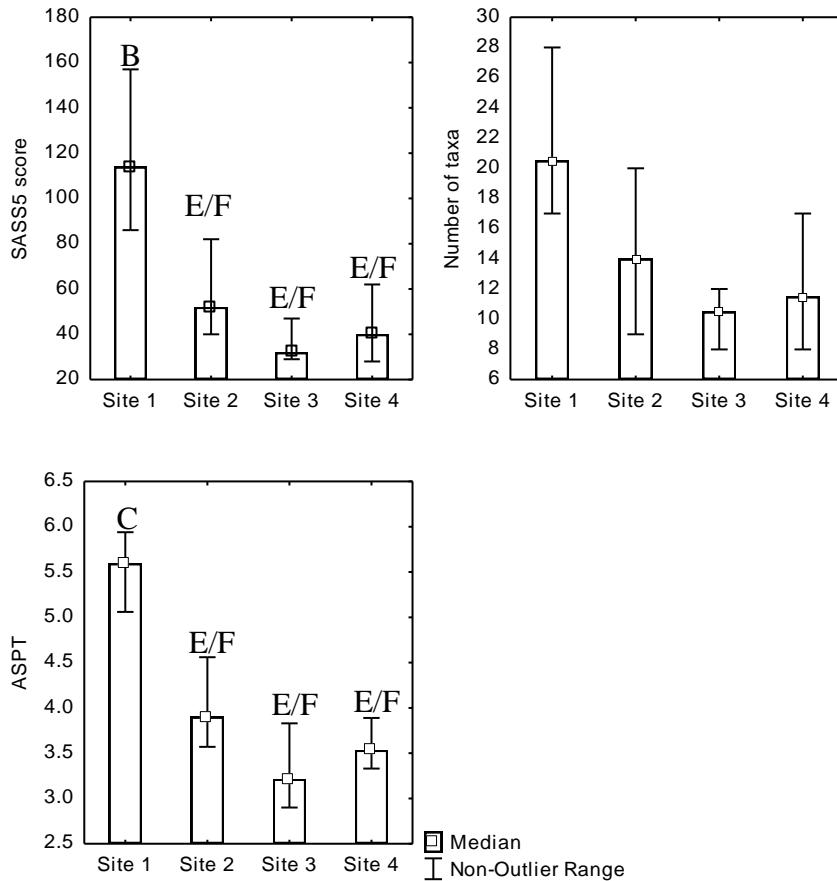 SASS5 score
180
160
140
120
100
80
60
40
20
B
E/F
E/F
E/F
Site 1 Site 2 Site 3 Site 4
Number of taxa
30
28
26
24
22
20
18
16
14
12
10
8
6
Site 1 Site 2 Site 3 Site 4
ASPT
6.5
6.0
5.5
5.0
4.5
4.0
3.5
3.0
2.5
C
E/F
E/F
E/F
Site 1 Site 2 Site 3 Site 4
Median
Non-Outlier Range